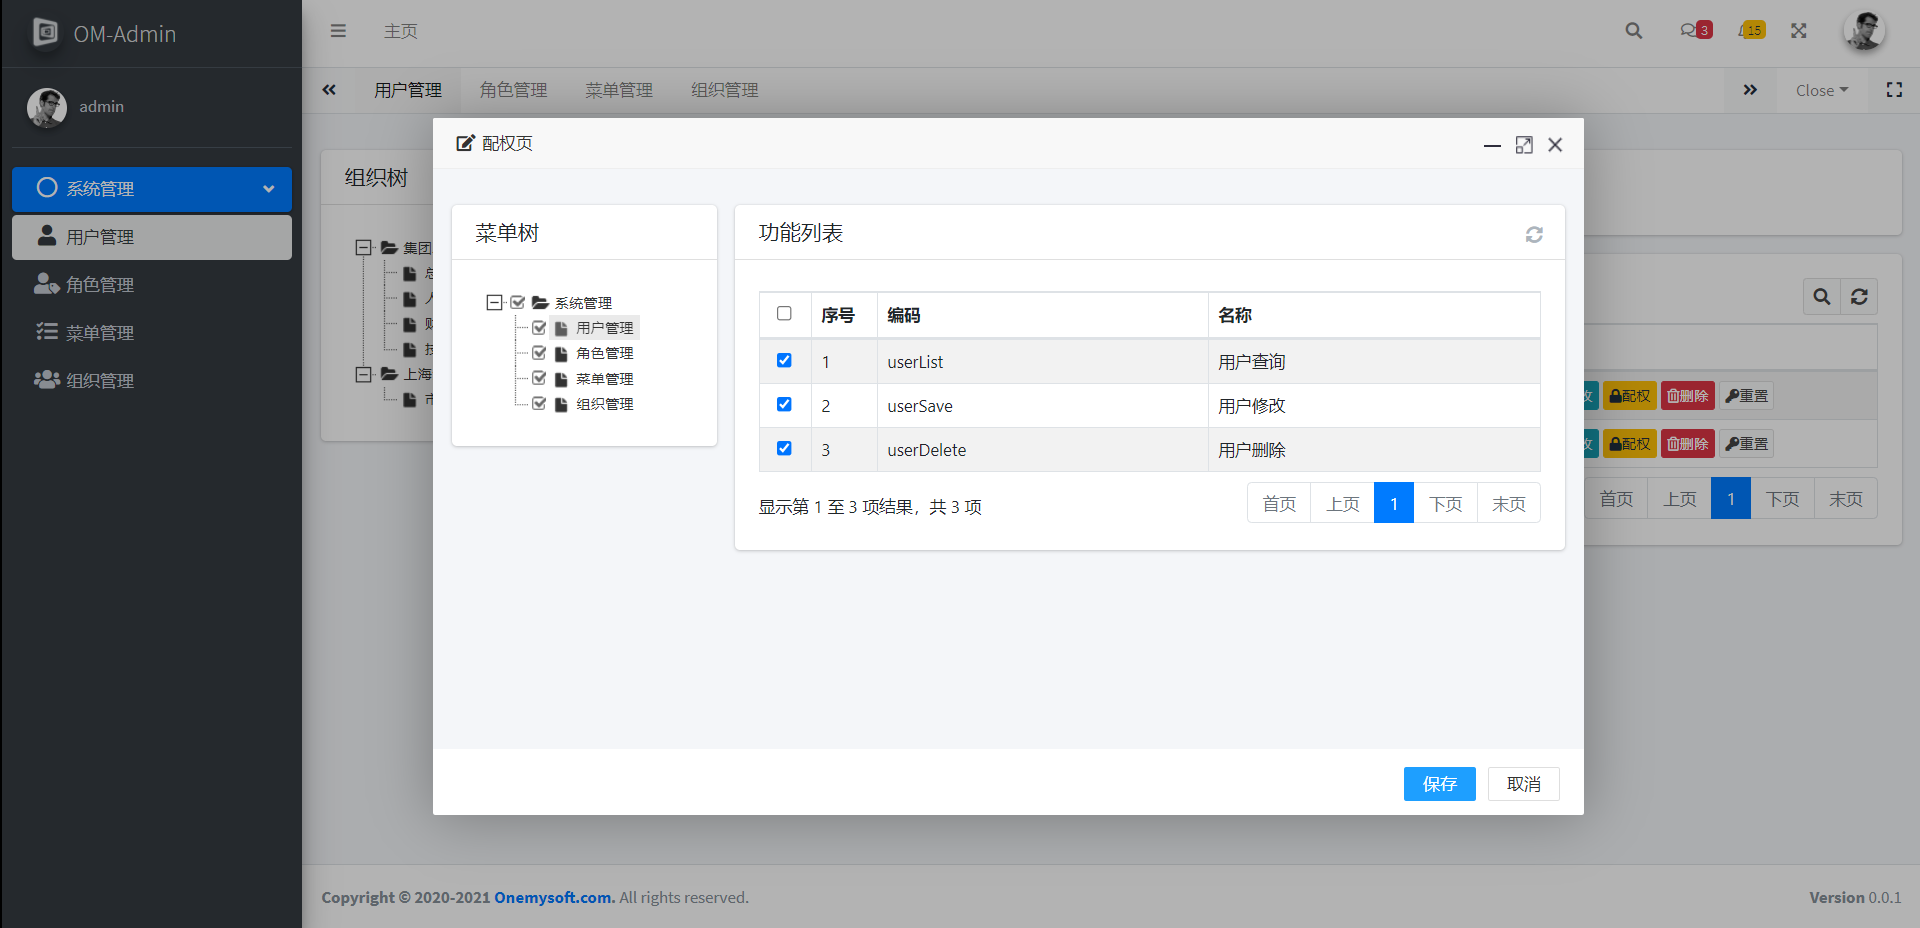 OM-Admin
主页
3
15
admin
用户管理
角色管理
菜单管理
组织管理
Close
系统管理
用户管理
角色管理
菜单管理
组织管理
组织树
集团
上海
配权页
菜单树
系统管理
用户管理
角色管理
菜单管理
组织管理
功能列表
序号 编码 名称
1 userList 用户查询
2 userSave 用户修改
3 userDelete 用户删除
显示第 1 至 3 项结果，共 3 项
首页 上页 1 下页 末页
保存 取消
改 配权 删除 重置
改 配权 删除 重置
首页 上页 1 下页 末页
Copyright © 2020-2021 Onemysoft.com. All rights reserved.
Version 0.0.1